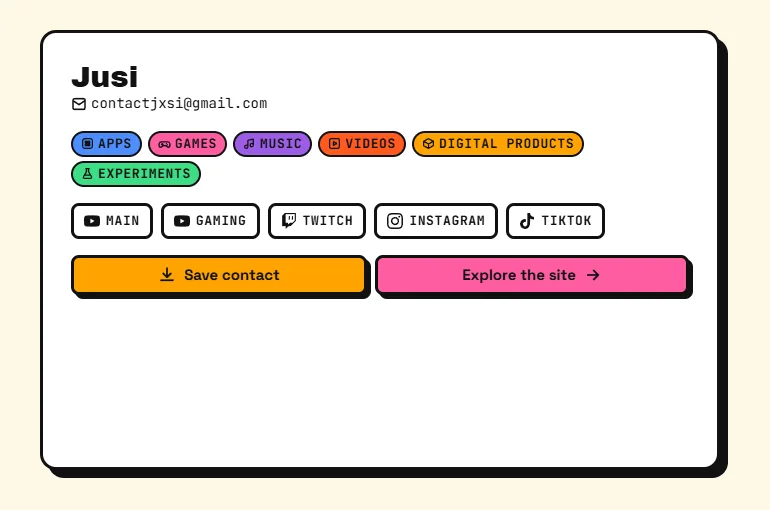 Jusi
contactjxsi@gmail.com
APPS GAMES MUSIC VIDEOS DIGITAL PRODUCTS
EXPERIMENTS
MAIN GAMING TWITCH INSTAGRAM TIKTOK
Save contact Explore the site →